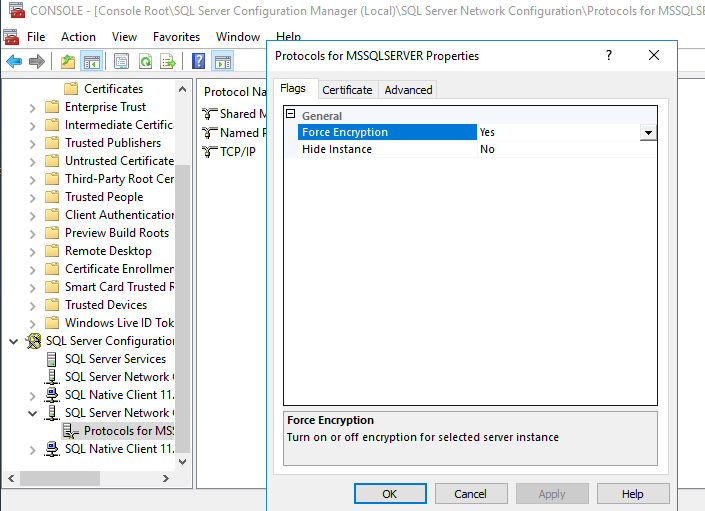 CONSOLE - [Console Root\SQL Server Configuration Manager (Local)\SQL Server Network Configuration\Protocols for MSSQLSE
File Action View Favorites Window Help
Certificates
Enterprise Trust
Intermediate Certific
Trusted Publishers
Untrusted Certificate
Third-Party Root Cer
Trusted People
Client Authentication
Preview Build Roots
Remote Desktop
Certificate Enrollmen
Smart Card Trusted R
Trusted Devices
Windows Live ID Tok
SQL Server Configuration
SQL Server Services
SQL Server Network C
SQL Native Client 11.
SQL Server Network C
Protocols for MSS
SQL Native Client 11.
Protocol Na
Shared M
Named P
TCP/IP
Protocols for MSSQLSERVER Properties
Flags Certificate Advanced
General
Force Encryption Yes
Hide Instance No
Force Encryption
Turn on or off encryption for selected server instance
OK Cancel Apply Help